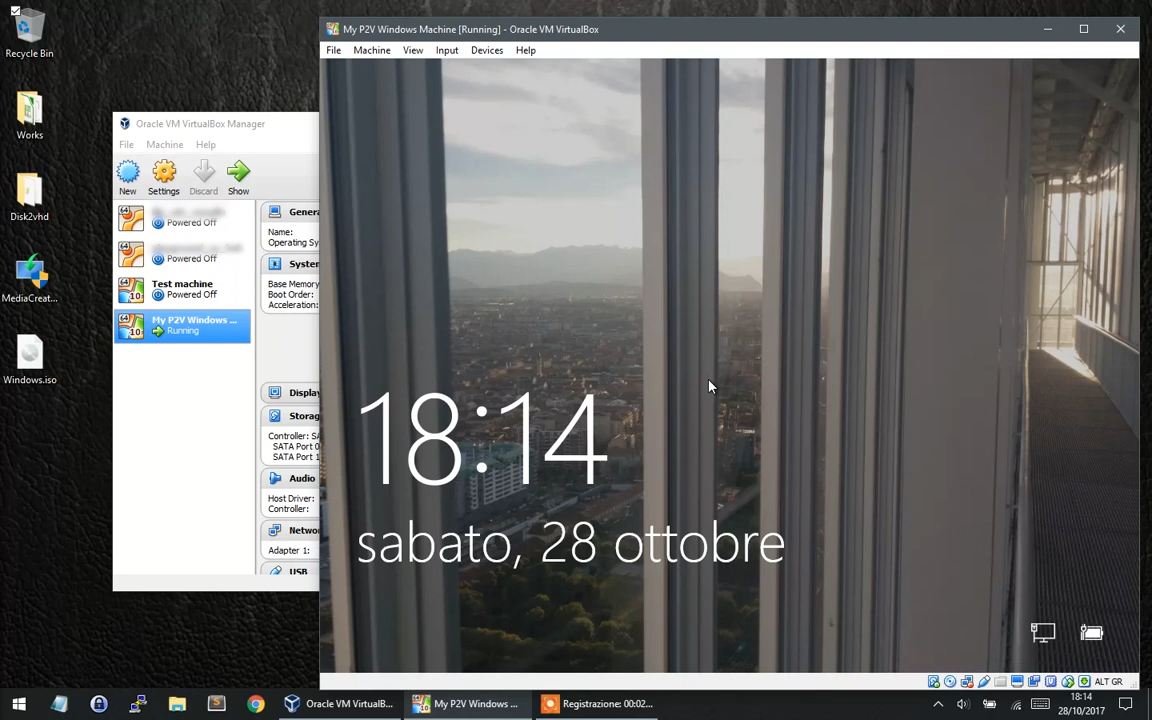 Recycle Bin
Works
Disk2vhd
MediaCreat...
Windows.iso
Oracle VM VirtualBox Manager
File Machine Help
New Settings Discard Show
Powered Off
Powered Off
Test machine
Powered Off
My P2V Windows ...
Running
Genera
Name:
Operating Sy
System
Base Memory
Boot Order:
Acceleration:
Display
Storag
Controller: SA
SATA Port 0
SATA Port 1
Audio
Host Driver:
Controller:
Netwo
Adapter 1:
USB
My P2V Windows Machine [Running] - Oracle VM VirtualBox
File Machine View Input Devices Help
18:14
sabato, 28 ottobre
ALT GR
Oracle VM VirtualB...
My P2V Windows ...
Registrazione: 00:02...
18:14
28/10/2017